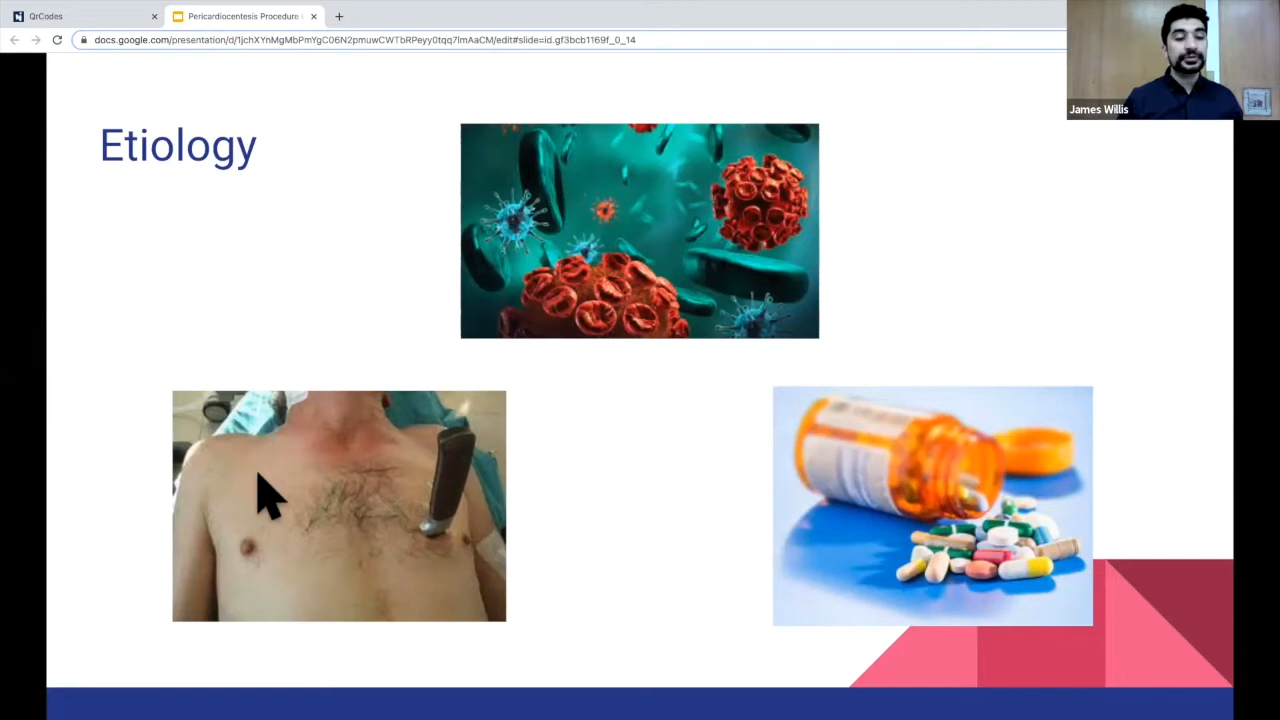 QrCodes
Pericardiocentesis Procedure
docs.google.com/presentation/d/1jchXYnMgMbPmYgC06N2pmuwCWTbRPeyy0tqq7lmAaCM/edit#slide=id.gf3bcb1169f_0_14
James Willis
Etiology